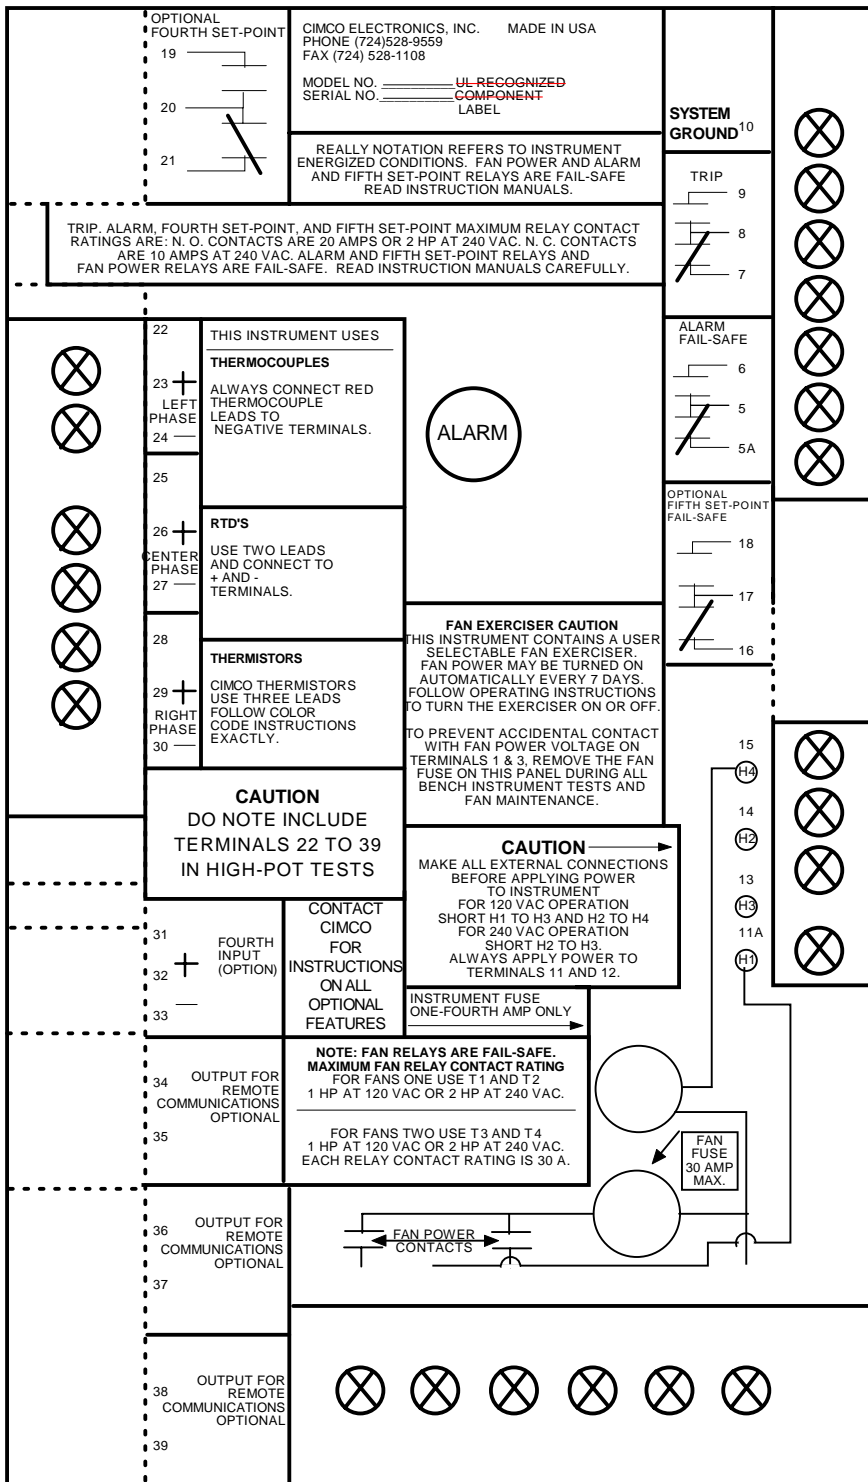 OPTIONAL
FOURTH SET-POINT
19
20
21
CIMCO ELECTRONICS, INC. MADE IN USA
PHONE (724)528-9559
FAX (724) 528-1108
MODEL NO. __________ UL RECOGNIZED
SERIAL NO. __________ COMPONENT
LABEL
SYSTEM
GROUND 10
REALLY NOTATION REFERS TO INSTRUMENT
ENERGIZED CONDITIONS. FAN POWER AND ALARM
AND FIFTH SET-POINT RELAYS ARE FAIL-SAFE
READ INSTRUCTION MANUALS.
TRIP
9
8
7
TRIP. ALARM, FOURTH SET-POINT, AND FIFTH SET-POINT MAXIMUM RELAY CONTACT
RATINGS ARE: N. O. CONTACTS ARE 20 AMPS OR 2 HP AT 240 VAC. N. C. CONTACTS
ARE 10 AMPS AT 240 VAC. ALARM AND FIFTH SET-POINT RELAYS AND
FAN POWER RELAYS ARE FAIL-SAFE. READ INSTRUCTION MANUALS CAREFULLY.
ALARM
FAIL-SAFE
6
5
5A
OPTIONAL
FIFTH SET-POINT
FAIL-SAFE
18
17
16
22
23 +
LEFT
PHASE
24 —
25
26 +
CENTER
PHASE
27 —
28
29 +
RIGHT
PHASE
30 —
THIS INSTRUMENT USES
THERMOCOUPLES
ALWAYS CONNECT RED
THERMOCOUPLE
LEADS TO
NEGATIVE TERMINALS.
RTD'S
USE TWO LEADS
AND CONNECT TO
+ AND -
TERMINALS.
THERMISTORS
CIMCO THERMISTORS
USE THREE LEADS
FOLLOW COLOR
CODE INSTRUCTIONS
EXACTLY.
ALARM
FAN EXERCISER CAUTION
THIS INSTRUMENT CONTAINS A USER
SELECTABLE FAN EXERCISER.
FAN POWER MAY BE TURNED ON
AUTOMATICALLY EVERY 7 DAYS.
FOLLOW OPERATING INSTRUCTIONS
TO TURN THE EXERCISER ON OR OFF.
TO PREVENT ACCIDENTAL CONTACT
WITH FAN POWER VOLTAGE ON
TERMINALS 1 & 3, REMOVE THE FAN
FUSE ON THIS PANEL DURING ALL
BENCH INSTRUMENT TESTS AND
FAN MAINTENANCE.
15
H4
14
H2
13
H3
11A
H1
CAUTION
DO NOTE INCLUDE
TERMINALS 22 TO 39
IN HIGH-POT TESTS
CAUTION
MAKE ALL EXTERNAL CONNECTIONS
BEFORE APPLYING POWER
TO INSTRUMENT
FOR 120 VAC OPERATION
SHORT H1 TO H3 AND H2 TO H4
FOR 240 VAC OPERATION
SHORT H2 TO H3.
ALWAYS APPLY POWER TO
TERMINALS 11 AND 12.
31
32 +
33 —
FOURTH
INPUT
(OPTION)
CONTACT
CIMCO
FOR
INSTRUCTIONS
ON ALL
OPTIONAL
FEATURES
INSTRUMENT FUSE
ONE-FOURTH AMP ONLY
34
35
OUTPUT FOR
REMOTE
COMMUNICATIONS
OPTIONAL
NOTE: FAN RELAYS ARE FAIL-SAFE.
MAXIMUM FAN RELAY CONTACT RATING
FOR FANS ONE USE T1 AND T2
1 HP AT 120 VAC OR 2 HP AT 240 VAC.
FOR FANS TWO USE T3 AND T4
1 HP AT 120 VAC OR 2 HP AT 240 VAC.
EACH RELAY CONTACT RATING IS 30 A.
FAN
FUSE
30 AMP
MAX.
36
37
OUTPUT FOR
REMOTE
COMMUNICATIONS
OPTIONAL
FAN POWER
CONTACTS
38
39
OUTPUT FOR
REMOTE
COMMUNICATIONS
OPTIONAL